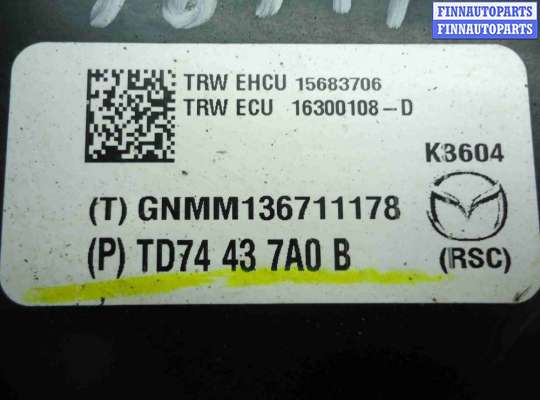 FINNAUTOPARTS
FINNAUTOPARTS
TRW EHCU 15683706
TRW ECU 16300108-D
K3604
(T) GNMM136711178
(P) TD74 43 7A0 B
(RSC)